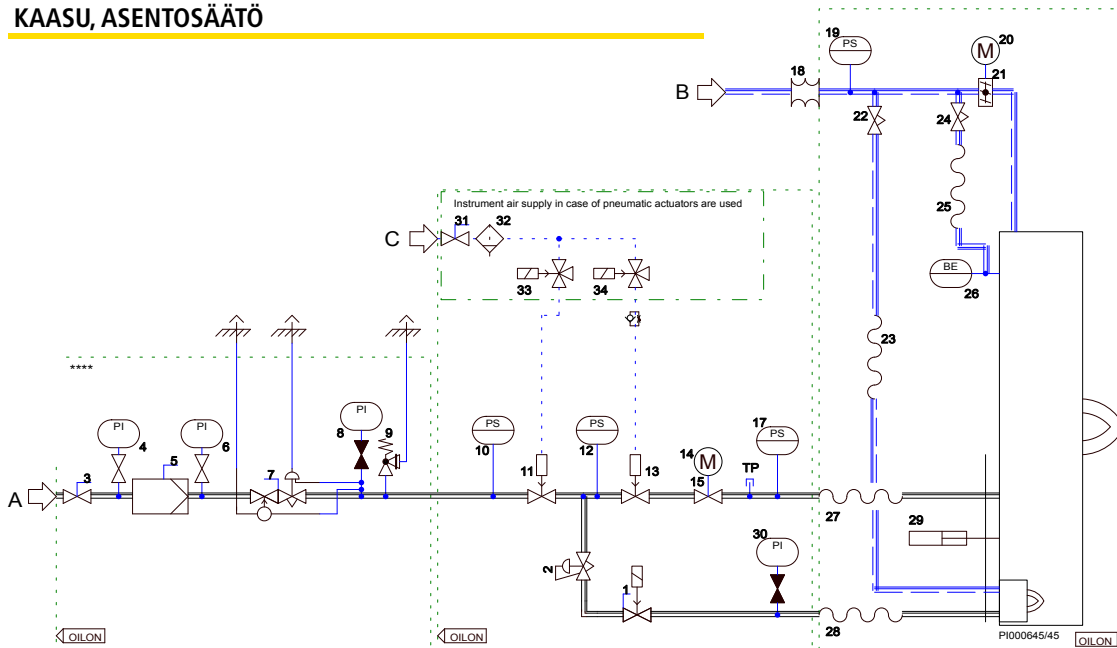 KAASU, ASENTOSÄÄTÖ
19
PS
20
M
21
18
B
22
24
25
Instrument air supply in case of pneumatic actuators are used
31
32
C
33
34
BE
26
23
****
PI
4
5
PI
6
7
PI
8
9
PS
10
11
PS
12
13
14
M
15
TP
17
PS
3
A
27
29
2
1
30
PI
28
OILON
OILON
PI000645/45
OILON